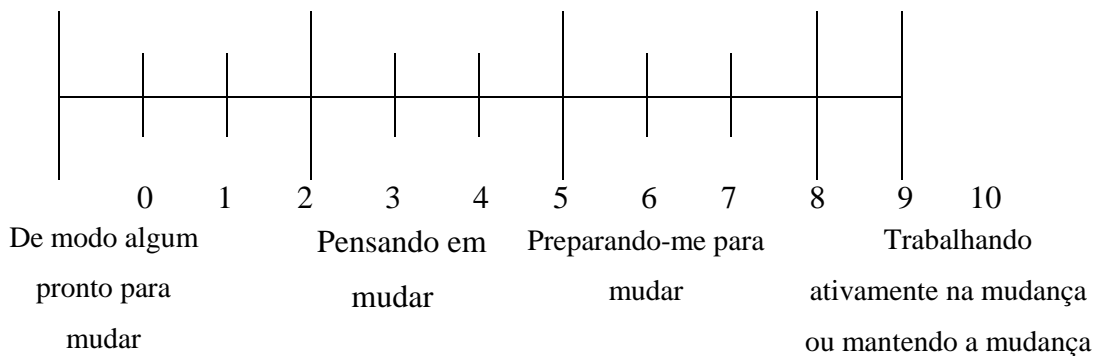 0 1 2 3 4 5 6 7 8 9 10
De modo algum
pronto para
mudar
Pensando em
mudar
Preparando-me para
mudar
Trabalhando
ativamente na mudança
ou mantendo a mudança